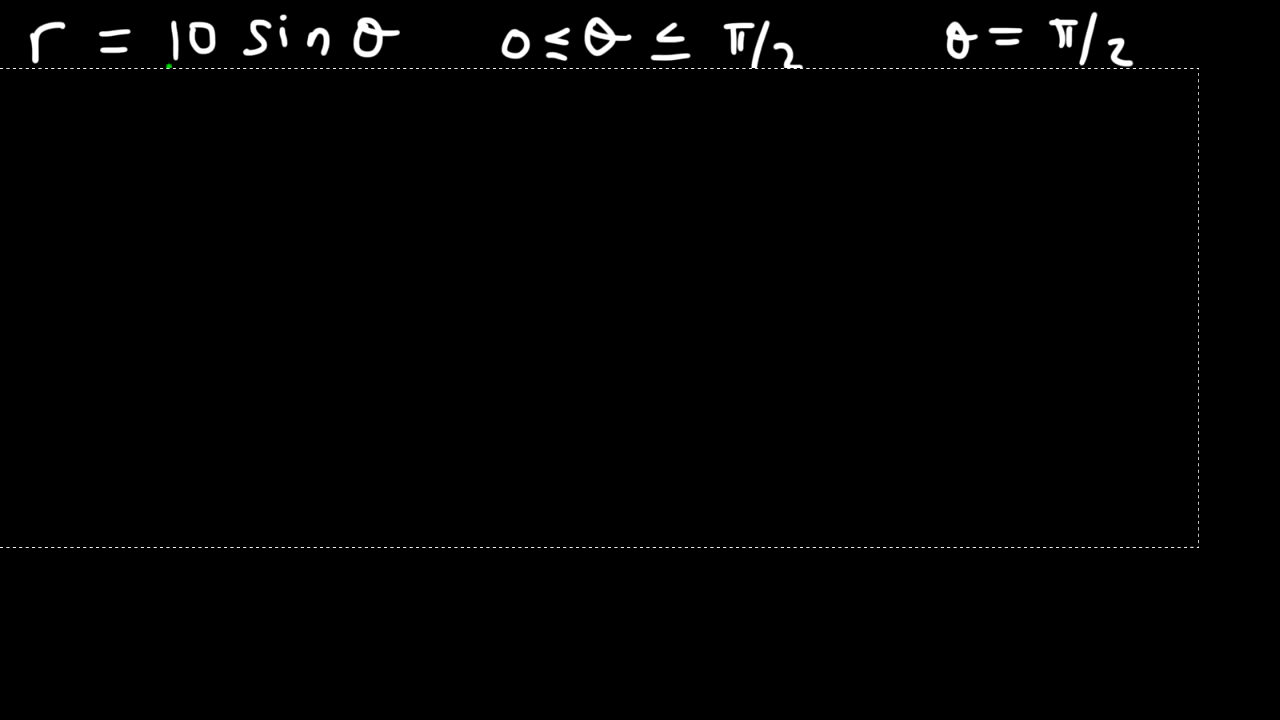 r = 10 sin θ 0 ≤ θ ≤ π/2 θ = π/2